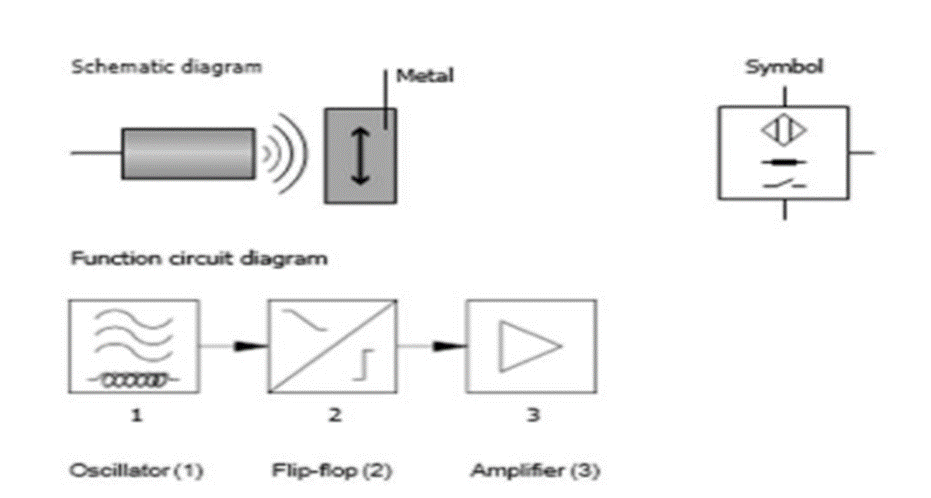 Schematic diagram
Metal
Symbol
Function circuit diagram
1
2
3
Oscillator (1)
Flip-flop (2)
Amplifier (3)